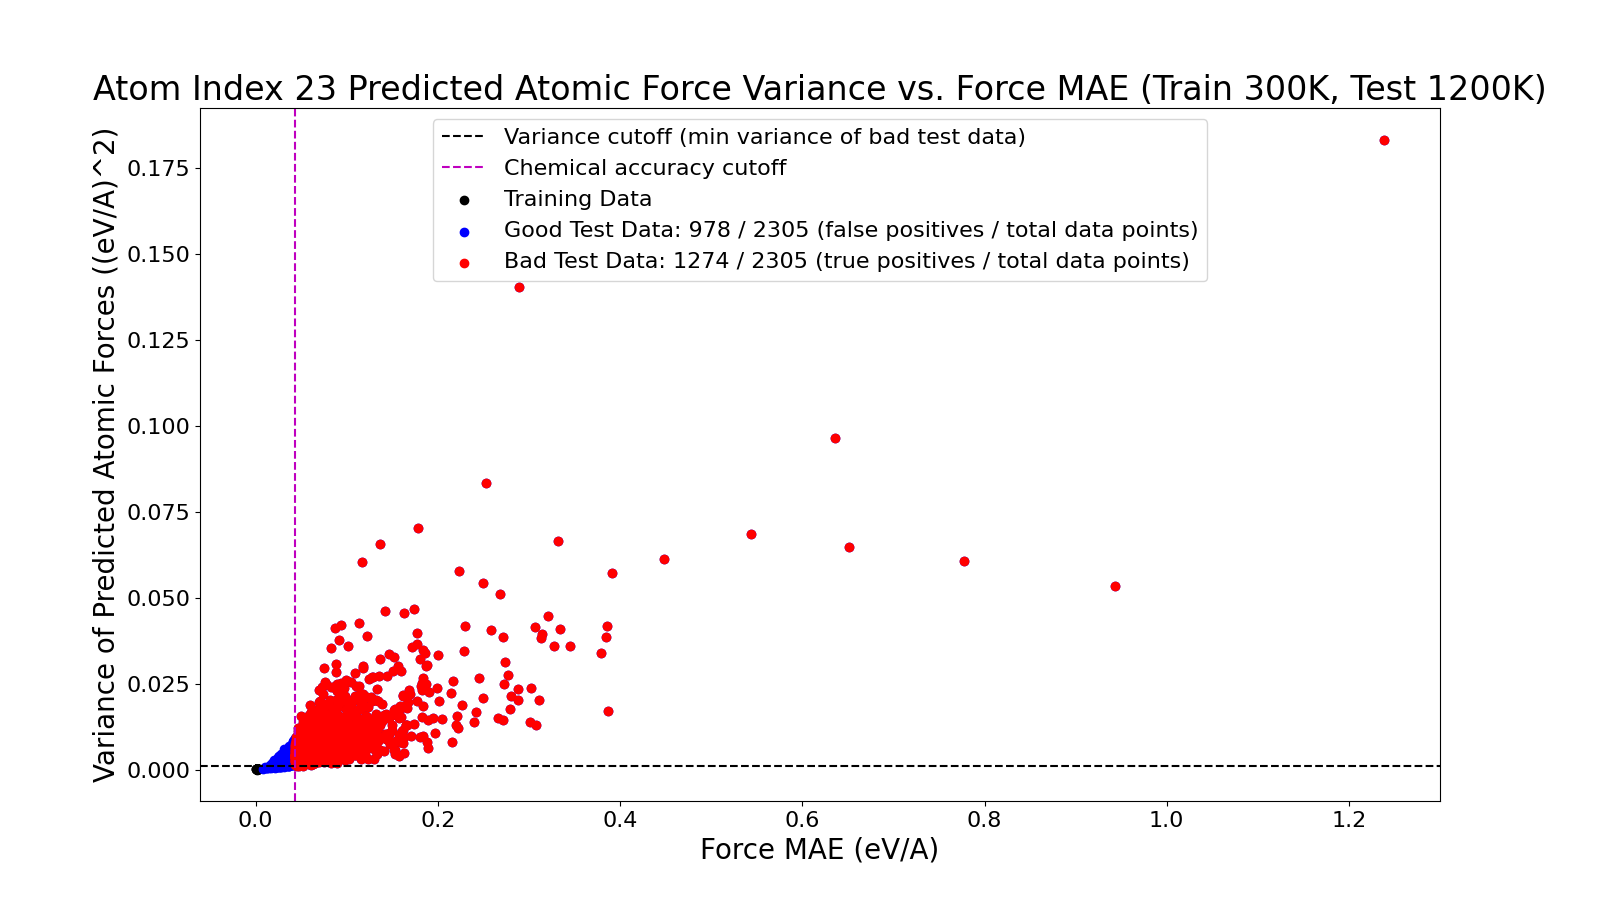 Atom Index 23 Predicted Atomic Force Variance vs. Force MAE (Train 300K, Test 1200K)
Variance cutoff (min variance of bad test data)
Chemical accuracy cutoff
Training Data
Good Test Data: 978 / 2305 (false positives / total data points)
Bad Test Data: 1274 / 2305 (true positives / total data points)
Variance of Predicted Atomic Forces ((eV/A)^2)
0.175
0.150
0.125
0.100
0.075
0.050
0.025
0.000
0.0 0.2 0.4 0.6 0.8 1.0 1.2
Force MAE (eV/A)